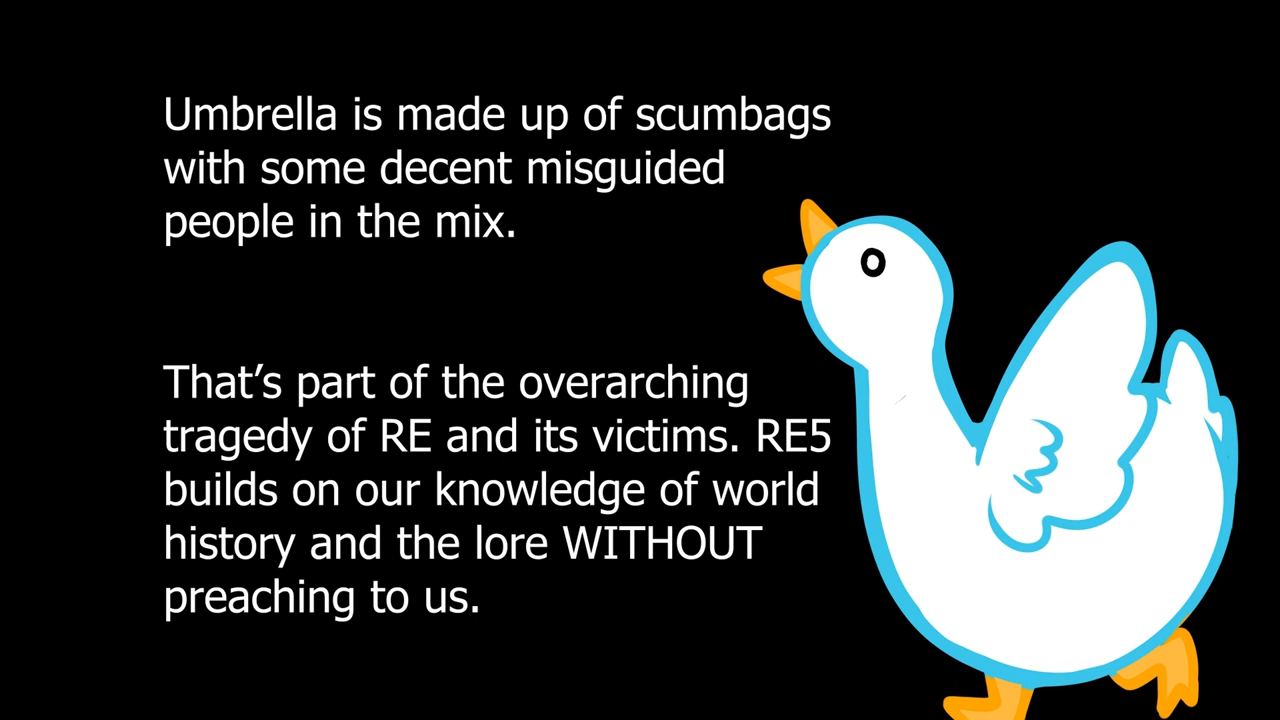 Umbrella is made up of scumbags
with some decent misguided
people in the mix.
That’s part of the overarching
tragedy of RE and its victims. RE5
builds on our knowledge of world
history and the lore WITHOUT
preaching to us.